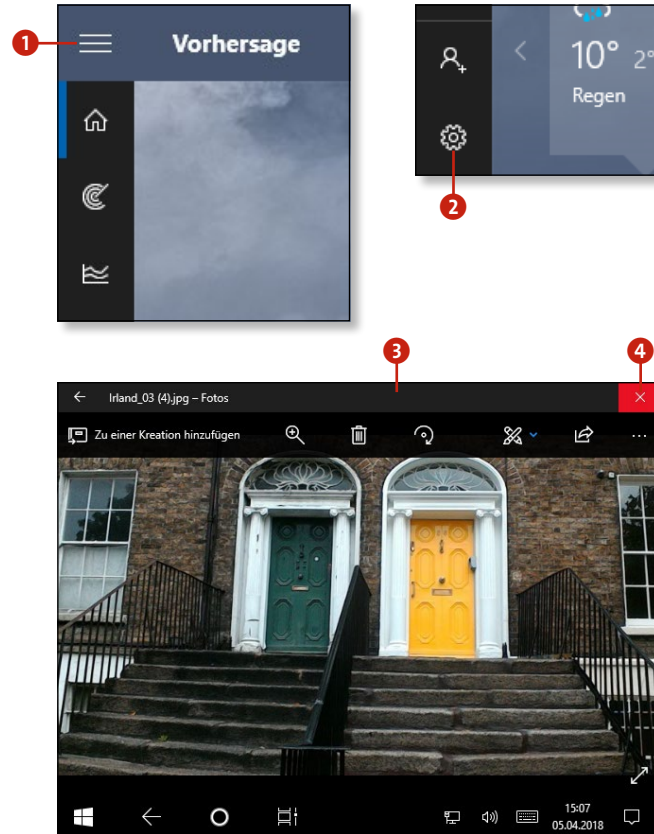 1
Vorhersage
10° 2°
Regen
2
3
4
Irland_03 (4).jpg – Fotos
Zu einer Kreation hinzufügen
15:07
05.04.2018